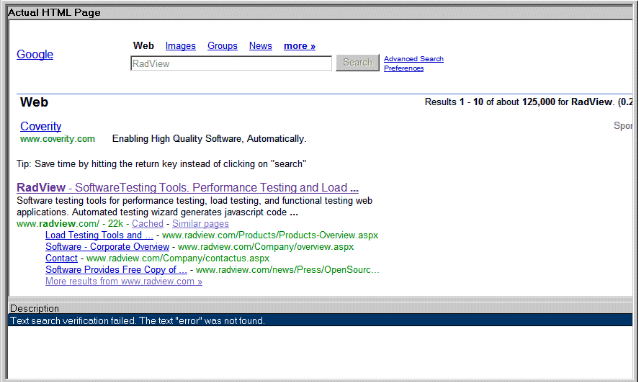 Actual HTML Page
Web Images Groups News more »
Google
RadView Search Advanced Search
Preferences
Web Results 1 - 10 of about 125,000 for RadView. (0.2
Coverity Spor
www.coverity.com Enabling High Quality Software, Automatically.
Tip: Save time by hitting the return key instead of clicking on "search"
RadView - SoftwareTesting Tools. Performance Testing and Load ...
Software testing tools for performance testing, load testing, and functional testing web
applications. Automated testing wizard generates javascript code ...
www.radview.com/ - 22k - Cached - Similar pages
Load Testing Tools and ... - www.radview.com/Products/Products-Overview.aspx
Software - Corporate Overview - www.radview.com/Company/overview.aspx
Contact - www.radview.com/Company/contactus.aspx
Software Provides Free Copy of ... - www.radview.com/news/Press/OpenSourc...
More results from www.radview.com »
Description
Text search verification failed. The text "error" was not found.